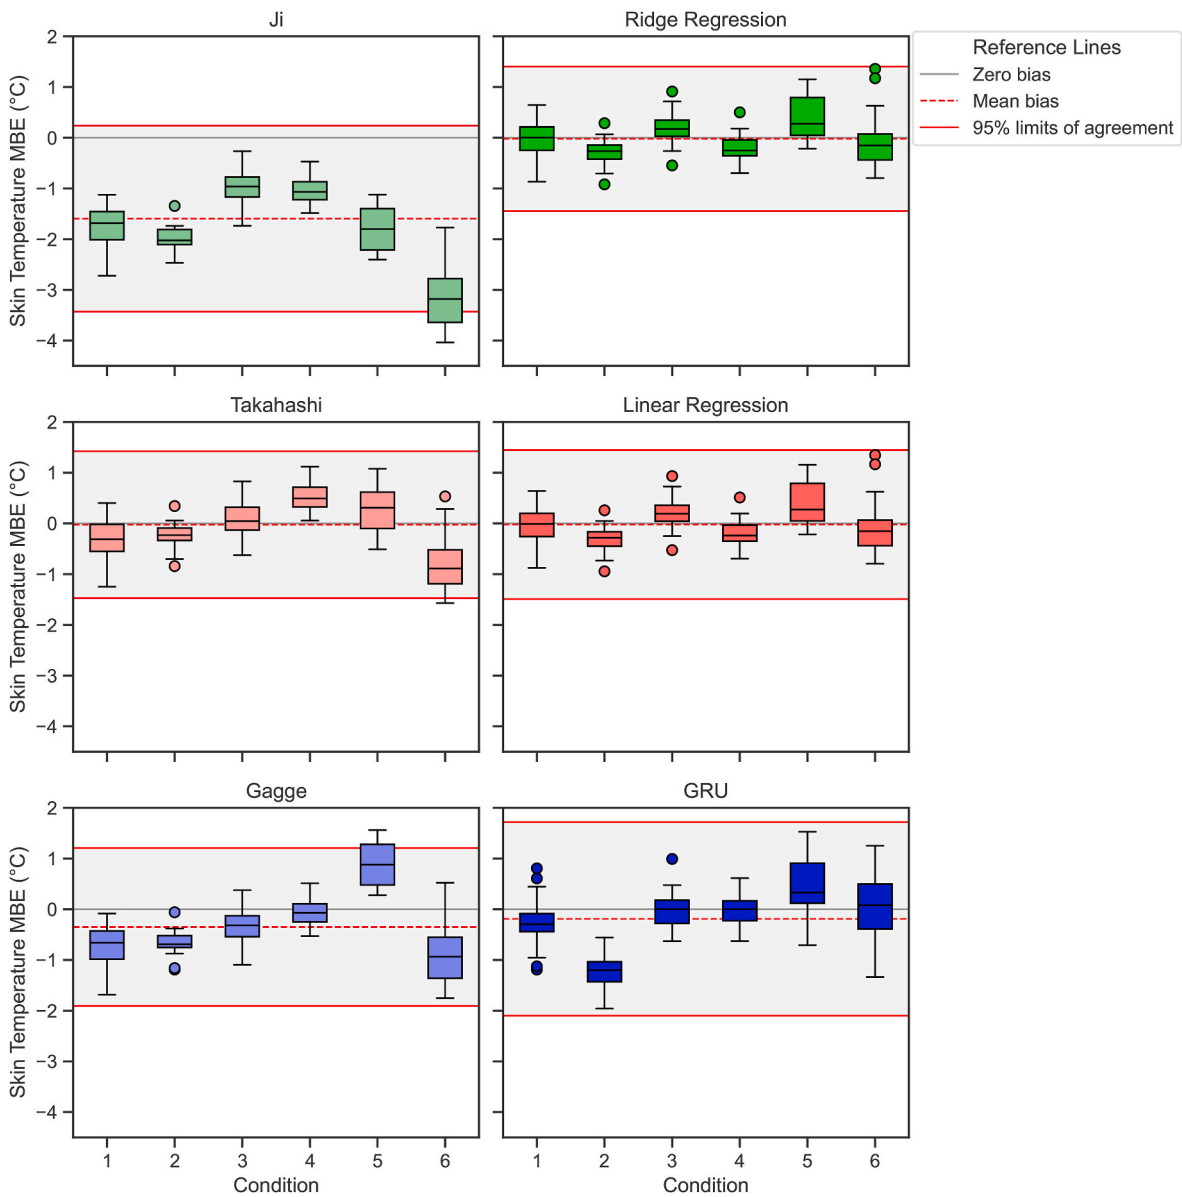 Ji
Ridge Regression
Reference Lines
Zero bias
Mean bias
95% limits of agreement
Skin Temperature MBE (°C)
2
1
0
−1
−2
−3
−4
Takahashi
Linear Regression
Skin Temperature MBE (°C)
2
1
0
−1
−2
−3
−4
Gagge
GRU
Skin Temperature MBE (°C)
2
1
0
−1
−2
−3
−4
1 2 3 4 5 6
1 2 3 4 5 6
Condition
Condition